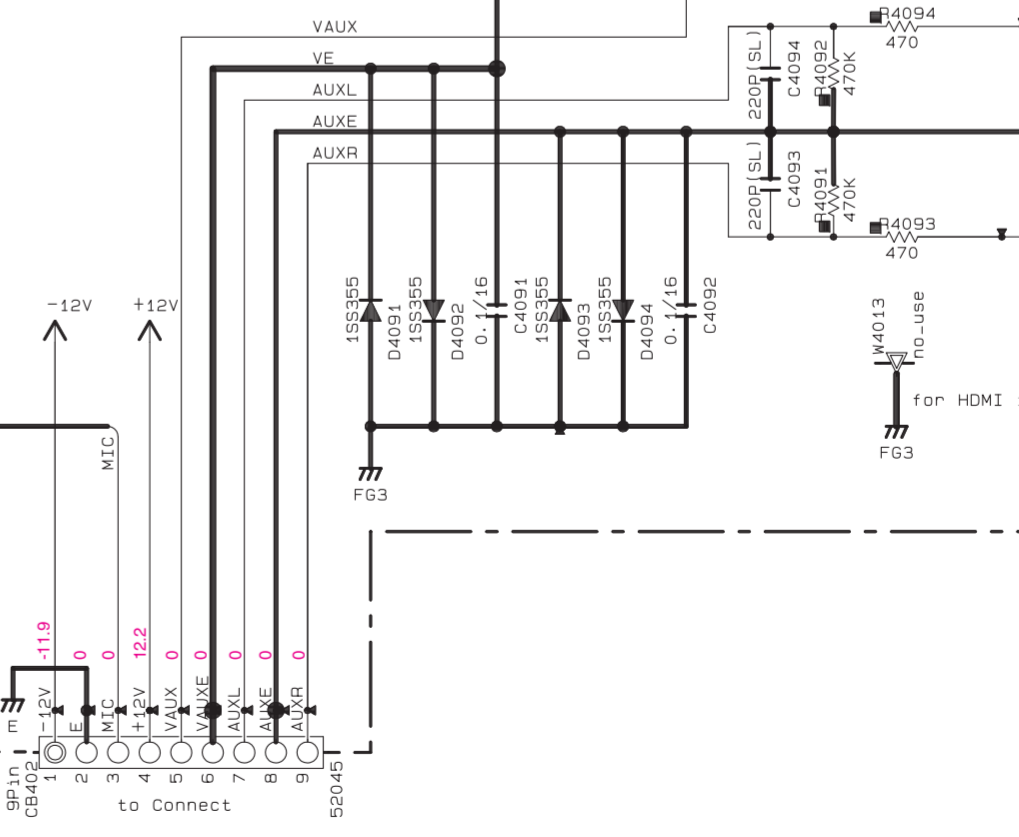 VAUX
VE
AUXL
AUXE
AUXR
R4094
470
220P(SL)
C4094
R4092
470K
220P(SL)
C4093
R4091
470K
R4093
470
-12V
+12V
1SS355
D4091
1SS355
D4092
0.1/16
C4091
1SS355
D4093
1SS355
D4094
0.1/16
C4092
W4013
no_use
for HDMI
FG3
MIC
FG3
-11.9
0
0
12.2
0
0
0
0
0
E
-12V
E
MIC
+12V
VAUX
VAUXE
AUXL
AUXE
AUXR
9Pin
CB402
1
2
3
4
5
6
7
8
9
52045
to Connect